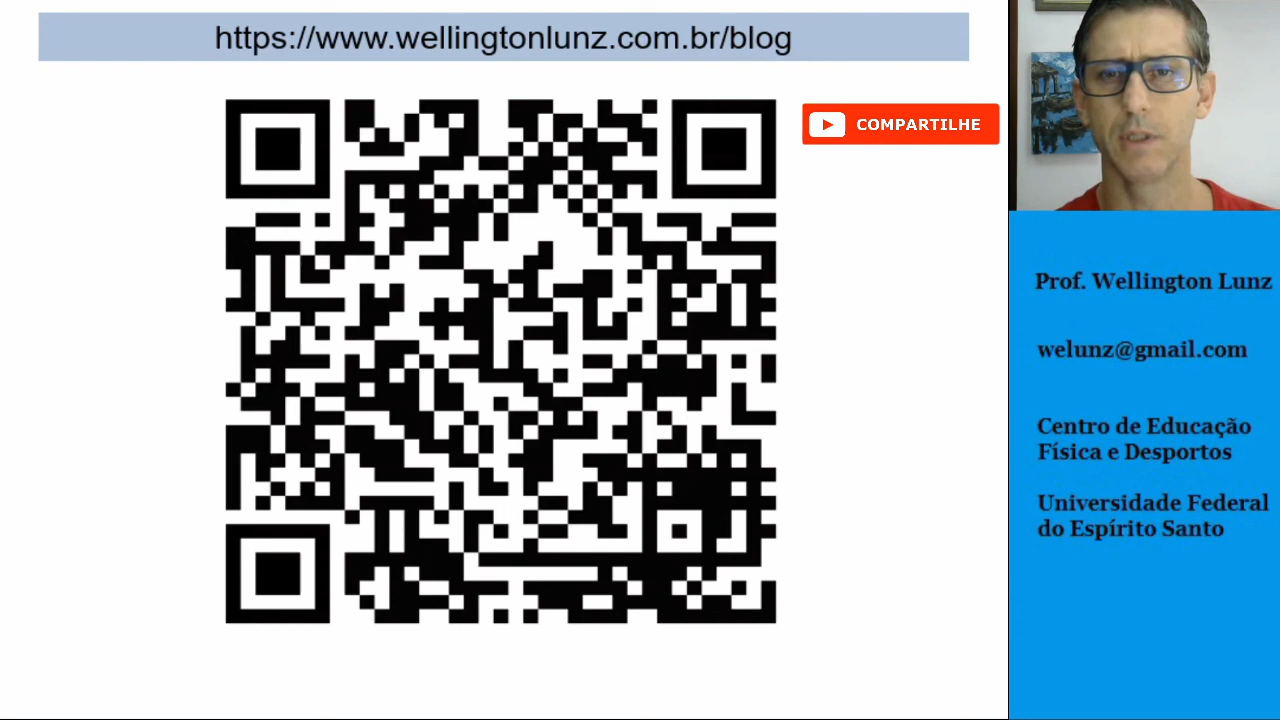 https://www.wellingtonlunz.com.br/blog
COMPARTILHE
Prof. Wellington Lunz
welunz@gmail.com
Centro de Educação
Física e Desportos
Universidade Federal
do Espírito Santo